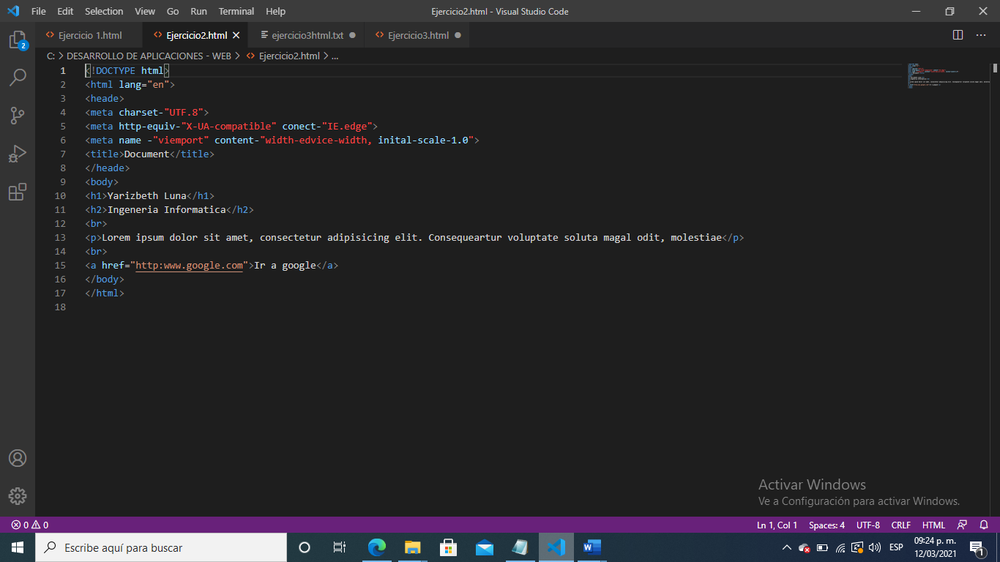 File Edit Selection View Go Run Terminal Help Ejercicio2.html - Visual Studio Code
Ejercicio 1.html Ejercicio2.html ejercicio3html.txt Ejercicio3.html
C: > DESARROLLO DE APLICACIONES - WEB > Ejercicio2.html > ...
1 <!DOCTYPE html>
2 <html lang="en">
3 <heade>
4 <meta charset-"UTF.8">
5 <meta http-equiv-"X-UA-compatible" conect-"IE.edge">
6 <meta name -"viemport" content-"width-edvice-width, inital-scale-1.0">
7 <title>Document</title>
8 </heade>
9 <body>
10 <h1>Yarizbeth Luna</h1>
11 <h2>Ingeneria Informatica</h2>
12 <br>
13 <p>Lorem ipsum dolor sit amet, consectetur adipisicing elit. Consequeartur voluptate soluta magal odit, molestiae</p>
14 <br>
15 <a href="http:www.google.com">Ir a google</a>
16 </body>
17 </html>
18
2
Activar Windows
Ve a Configuración para activar Windows.
0 0 Ln 1, Col 1 Spaces: 4 UTF-8 CRLF HTML
Escribe aquí para buscar
ESP
09:24 p. m.
12/03/2021
1